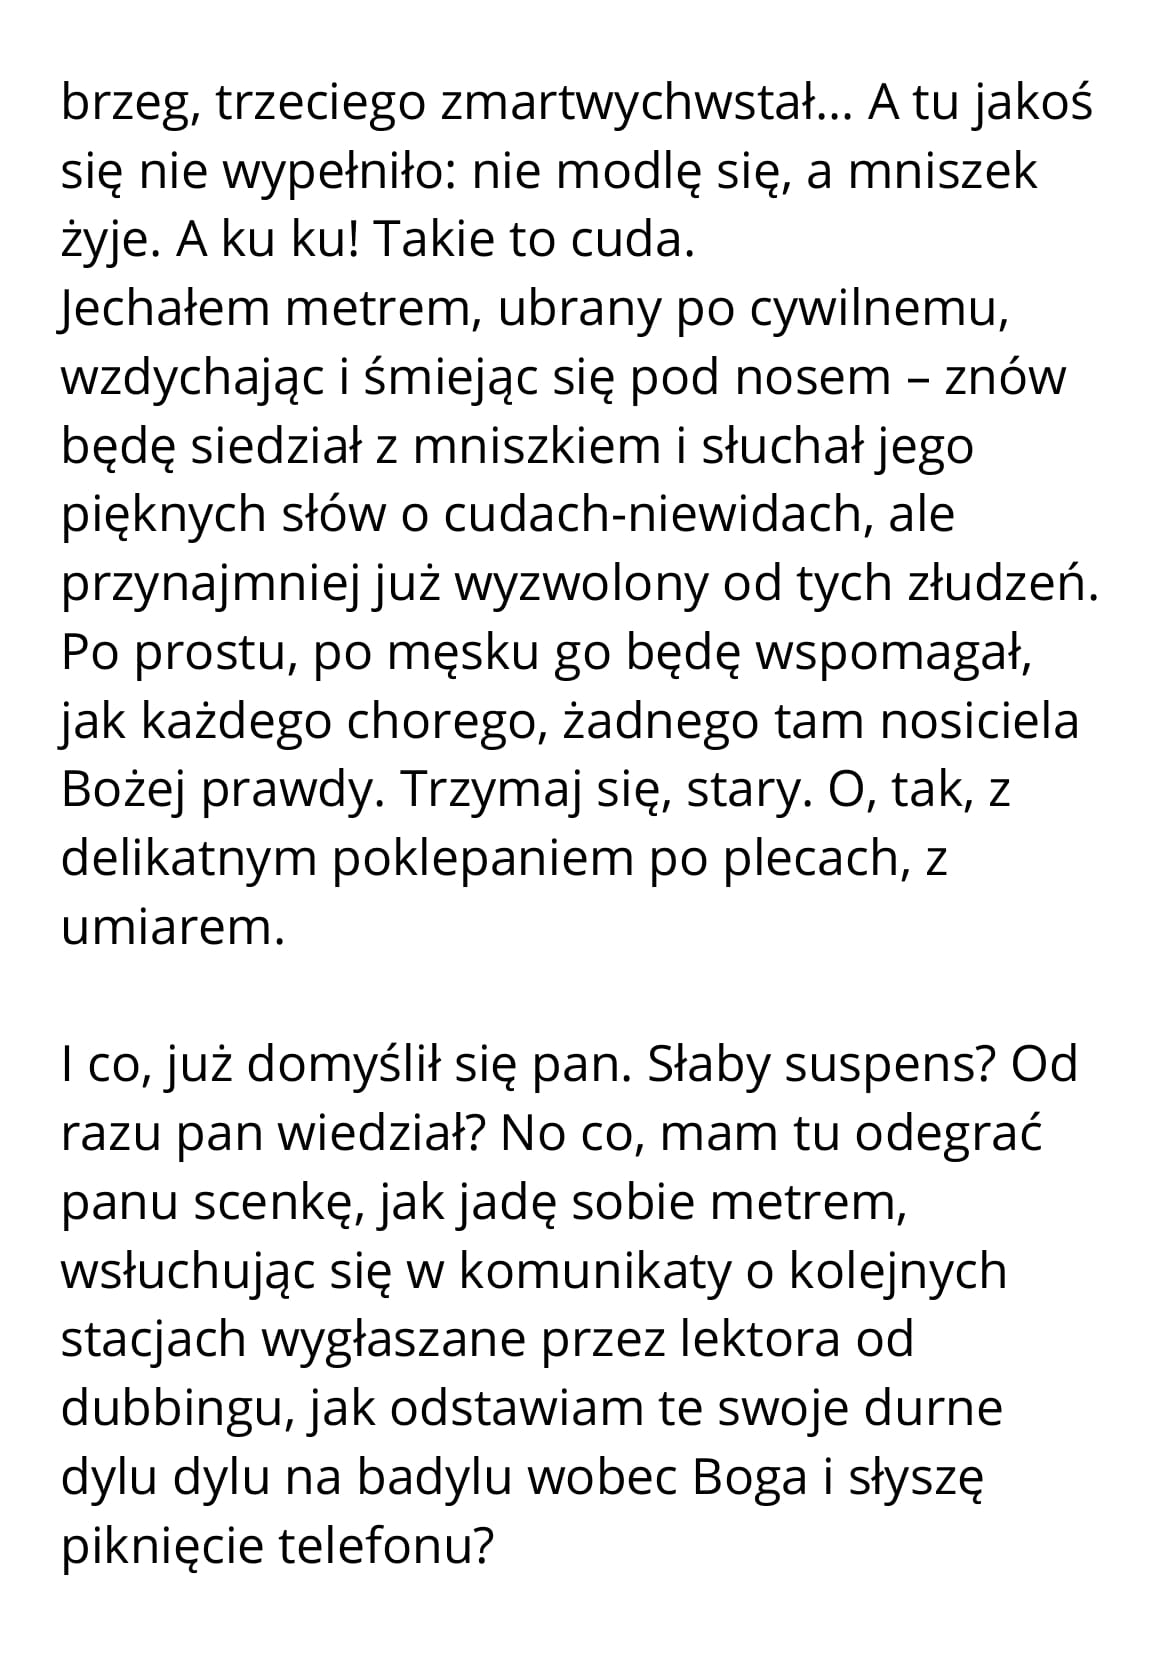 brzeg, trzeciego zmartwychwstał... A tu jakoś
się nie wypełniło: nie modlę się, a mniszek
żyje. A ku ku! Takie to cuda.
Jechałem metrem, ubrany po cywilnemu,
wzdychając i śmiejąc się pod nosem – znów
będę siedział z mniszkiem i słuchał jego
pięknych słów o cudach-niewidach, ale
przynajmniej już wyzwolony od tych złudzeń.
Po prostu, po męsku go będę wspomagał,
jak każdego chorego, żadnego tam nosiciela
Bożej prawdy. Trzymaj się, stary. O, tak, z
delikatnym poklepaniem po plecach, z
umiarem.
I co, już domyślił się pan. Słaby suspens? Od
razu pan wiedział? No co, mam tu odegrać
panu scenkę, jak jadę sobie metrem,
wsłuchując się w komunikaty o kolejnych
stacjach wygłaszane przez lektora od
dubbingu, jak odstawiam te swoje durne
dylu dylu na badylu wobec Boga i słyszę
piknięcie telefonu?